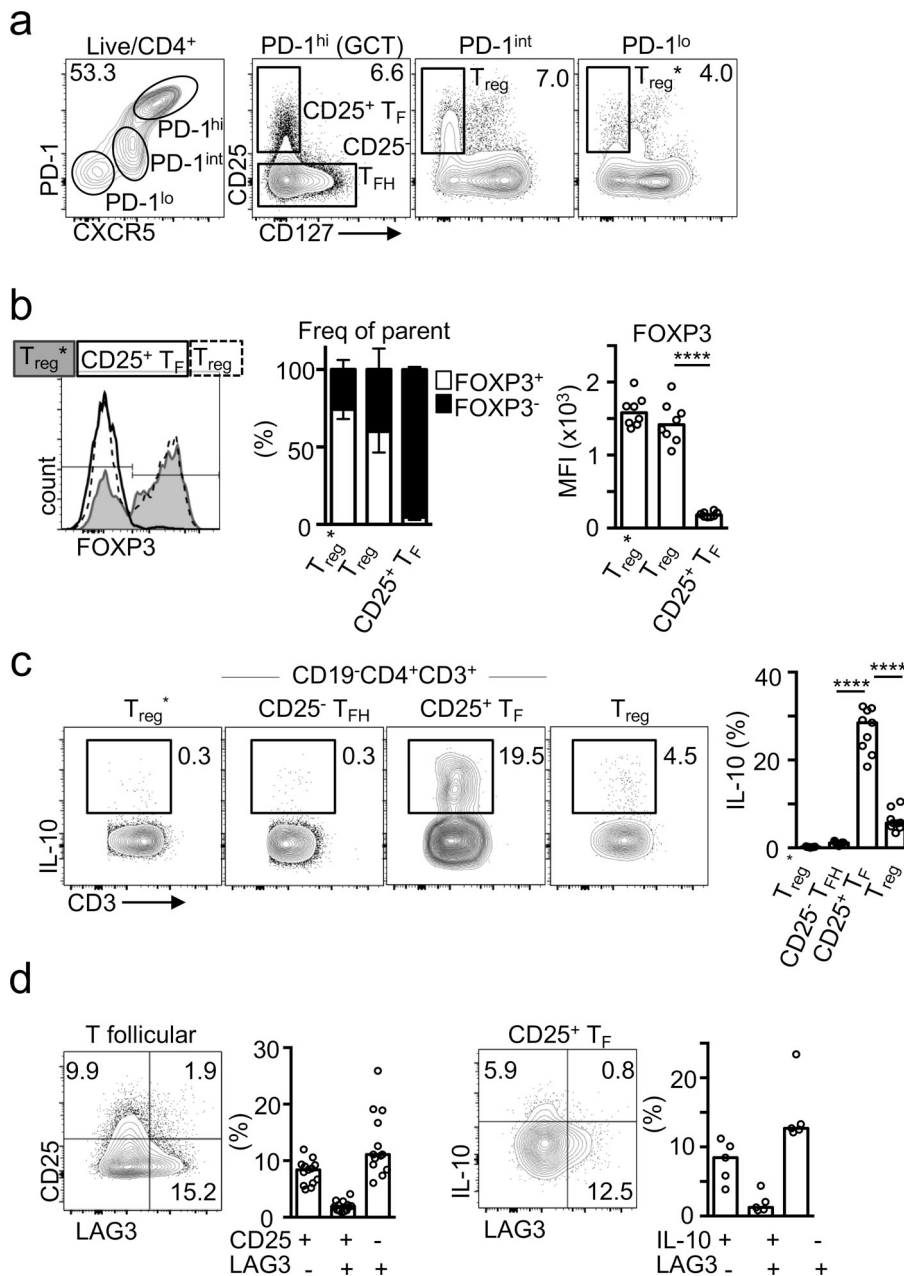 a
Live/CD4⁺ PD-1ʰⁱ (GCT) PD-1ⁱⁿᵗ PD-1ˡᵒ
53.3 6.6 Treg 7.0 Treg* 4.0
CD25⁺ TF
PD-1ʰⁱ
CD25⁻
PD-1ⁱⁿᵗ
TFH
PD-1ˡᵒ
PD-1
CD25
CXCR5 CD127
b
Treg* CD25⁺ TF Treg
count
FOXP3
Freq of parent
100
50
0
(%)
FOXP3⁺
FOXP3⁻
Treg* Treg CD25⁺ TF
FOXP3
****
2
1
0
MFI (x10³)
Treg* Treg CD25⁺ TF
c
CD19⁻CD4⁺CD3⁺
Treg* CD25⁻ TFH CD25⁺ TF Treg
0.3 0.3 19.5 4.5
IL-10
CD3
**** ****
40
20
0
IL-10 (%)
Treg* CD25⁻ TFH CD25⁺ TF Treg
d
T follicular
9.9 1.9
15.2
CD25
LAG3
30
20
10
0
(%)
CD25 + + -
LAG3 - + +
CD25⁺ TF
5.9 0.8
12.5
IL-10
LAG3
20
10
0
(%)
IL-10 + + -
LAG3 - + +